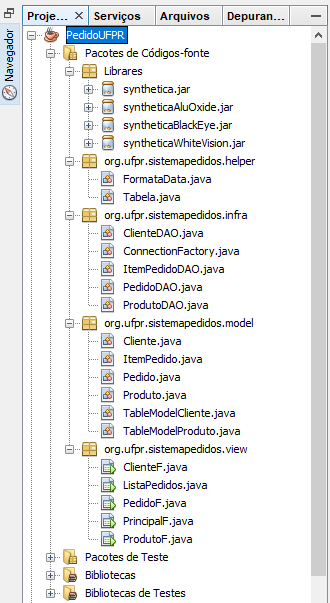 Proje...
Serviços
Arquivos
Depuran...
Navegador
PedidoUFPR
Pacotes de Códigos-fonte
Librares
synthetica.jar
syntheticaAluOxide.jar
syntheticaBlackEye.jar
syntheticaWhiteVision.jar
org.ufpr.sistemapedidos.helper
FormataData.java
Tabela.java
org.ufpr.sistemapedidos.infra
ClienteDAO.java
ConnectionFactory.java
ItemPedidoDAO.java
PedidoDAO.java
ProdutoDAO.java
org.ufpr.sistemapedidos.model
Cliente.java
ItemPedido.java
Pedido.java
Produto.java
TableModelCliente.java
TableModelProduto.java
org.ufpr.sistemapedidos.view
ClienteF.java
ListaPedidos.java
PedidoF.java
PrincipalF.java
ProdutoF.java
Pacotes de Teste
Bibliotecas
Bibliotecas de Testes